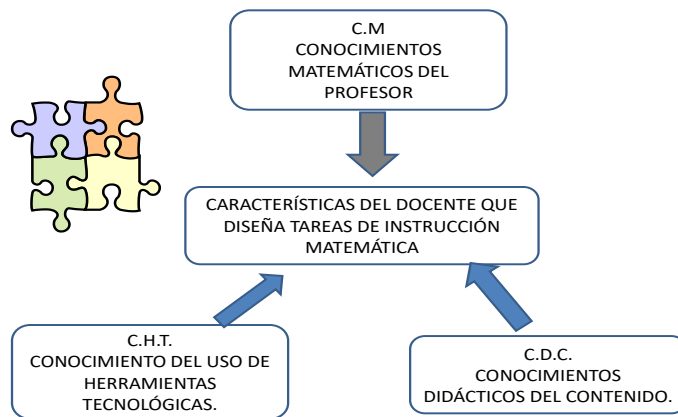 C.M
CONOCIMIENTOS
MATEMÁTICOS DEL
PROFESOR
CARACTERÍSTICAS DEL DOCENTE QUE
DISEÑA TAREAS DE INSTRUCCIÓN
MATEMÁTICA
C.H.T.
CONOCIMIENTO DEL USO DE
HERRAMIENTAS
TECNOLÓGICAS.
C.D.C.
CONOCIMIENTOS
DIDÁCTICOS DEL CONTENIDO.